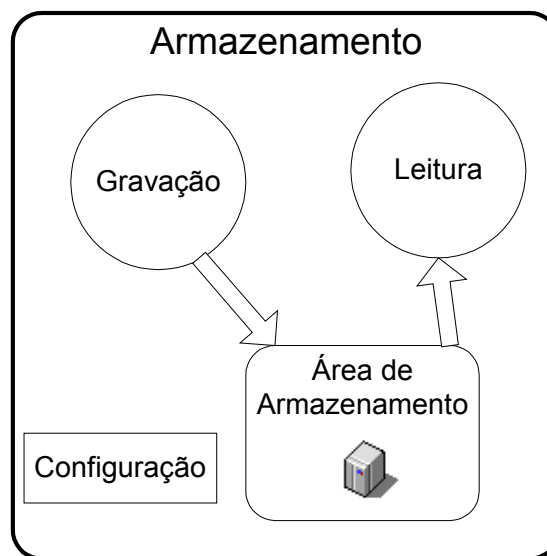 Armazenamento
Gravação
Leitura
Área de
Armazenamento
Configuração